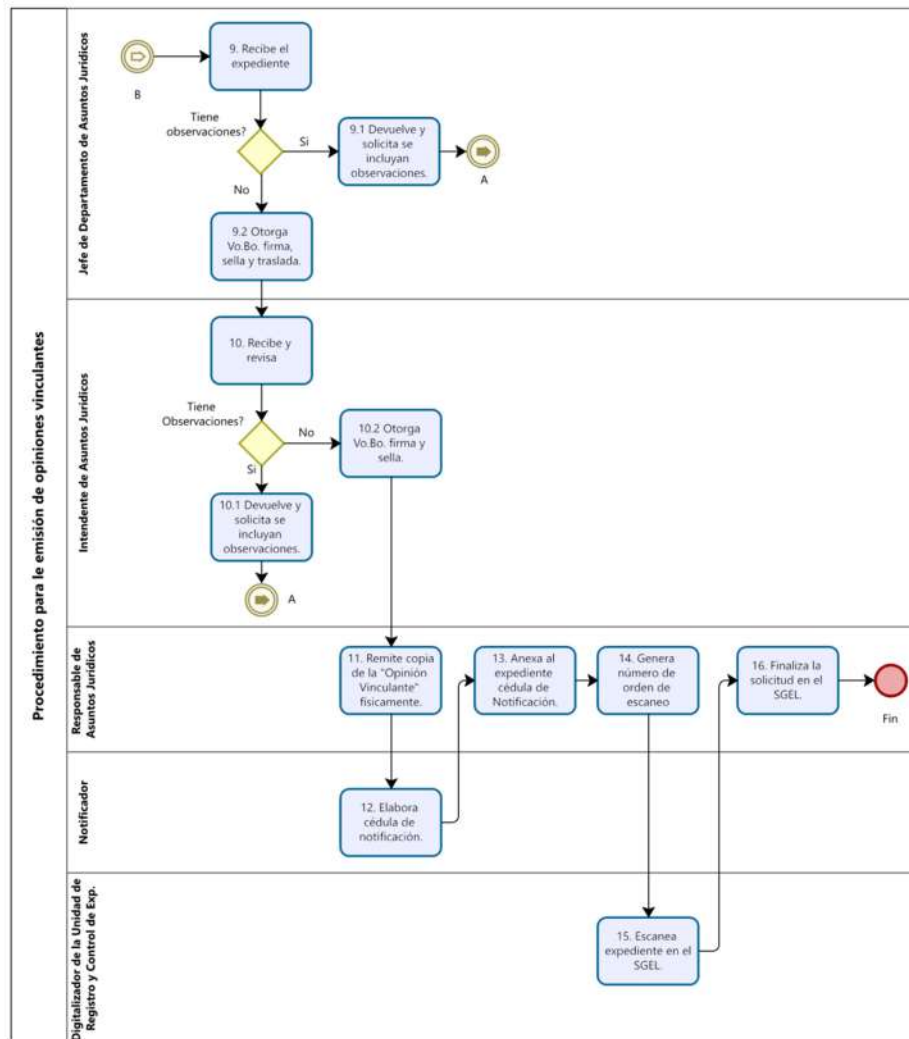 Procedimiento para le emisión de opiniones vinculantes
Jefe de Departamento de Asuntos Jurídicos
B
9. Recibe el
expediente
Tiene
observaciones?
Si
9.1 Devuelve y
solicita se
incluyan
observaciones.
A
No
9.2 Otorga
Vo.Bo. firma,
sella y traslada.
Intendente de Asuntos Jurídicos
10. Recibe y
revisa
Tiene
Observaciones?
No
10.2 Otorga
Vo.Bo. firma y
sella.
Si
10.1 Devuelve y
solicita se
incluyan
observaciones.
A
Responsable de
Asuntos Jurídicos
11. Remite copia
de la "Opinión
Vinculante"
físicamente.
13. Anexa al
expediente
cédula de
Notificación.
14. Genera
número de
orden de
escaneo
16. Finaliza la
solicitud en el
SGEL.
Fin
Notificador
12. Elabora
cédula de
notificación.
Digitalizador de la Unidad de
Registro y Control de Exp.
15. Escanea
expediente en el
SGEL.